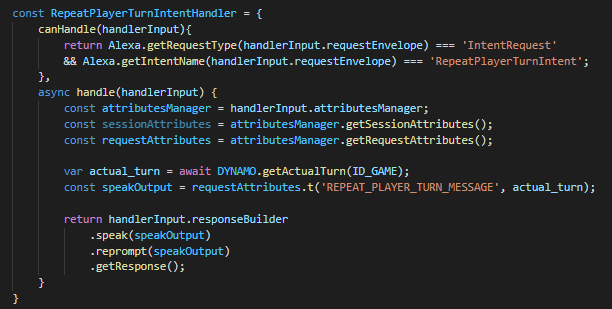 const RepeatPlayerTurnIntentHandler = {
    canHandle(handlerInput){
        return Alexa.getRequestType(handlerInput.requestEnvelope) === 'IntentRequest'
        && Alexa.getIntentName(handlerInput.requestEnvelope) === 'RepeatPlayerTurnIntent';
    },
    async handle(handlerInput) {
        const attributesManager = handlerInput.attributesManager;
        const sessionAttributes = attributesManager.getSessionAttributes();
        const requestAttributes = attributesManager.getRequestAttributes();

        var actual_turn = await DYNAMO.getActualTurn(ID_GAME);
        const speakOutput = requestAttributes.t('REPEAT_PLAYER_TURN_MESSAGE', actual_turn);

        return handlerInput.responseBuilder
            .speak(speakOutput)
            .reprompt(speakOutput)
            .getResponse();
    }
}